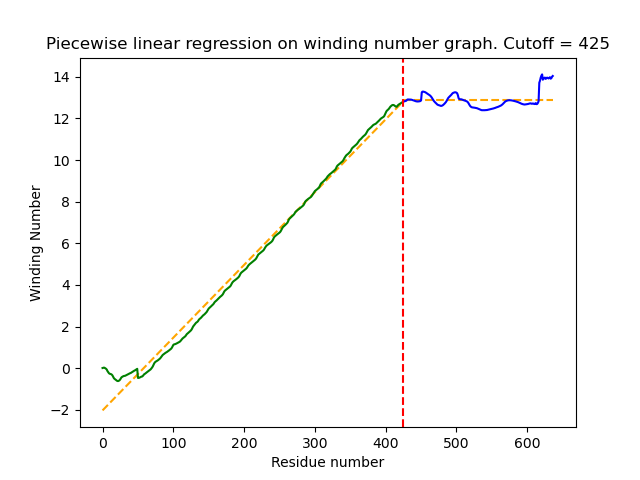 Piecewise linear regression on winding number graph. Cutoff = 425
14
12
10
8
6
4
2
0
−2
Winding Number
0 100 200 300 400 500 600
Residue number